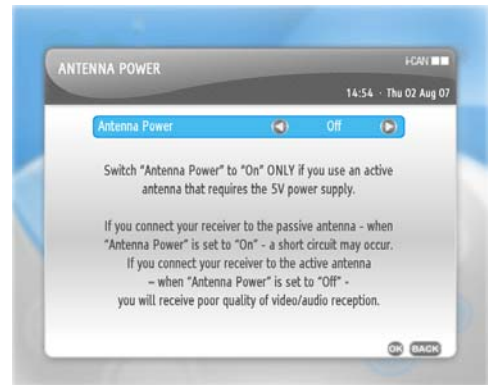 ANTENNA POWER
i-CAN
14:54 · Thu 02 Aug 07
Antenna Power Off
Switch "Antenna Power" to "On" ONLY if you use an active
antenna that requires the 5V power supply.
If you connect your receiver to the passive antenna - when
"Antenna Power" is set to "On" - a short circuit may occur.
If you connect your receiver to the active antenna
– when "Antenna Power" is set to "Off" -
you will receive poor quality of video/audio reception.
OK BACK